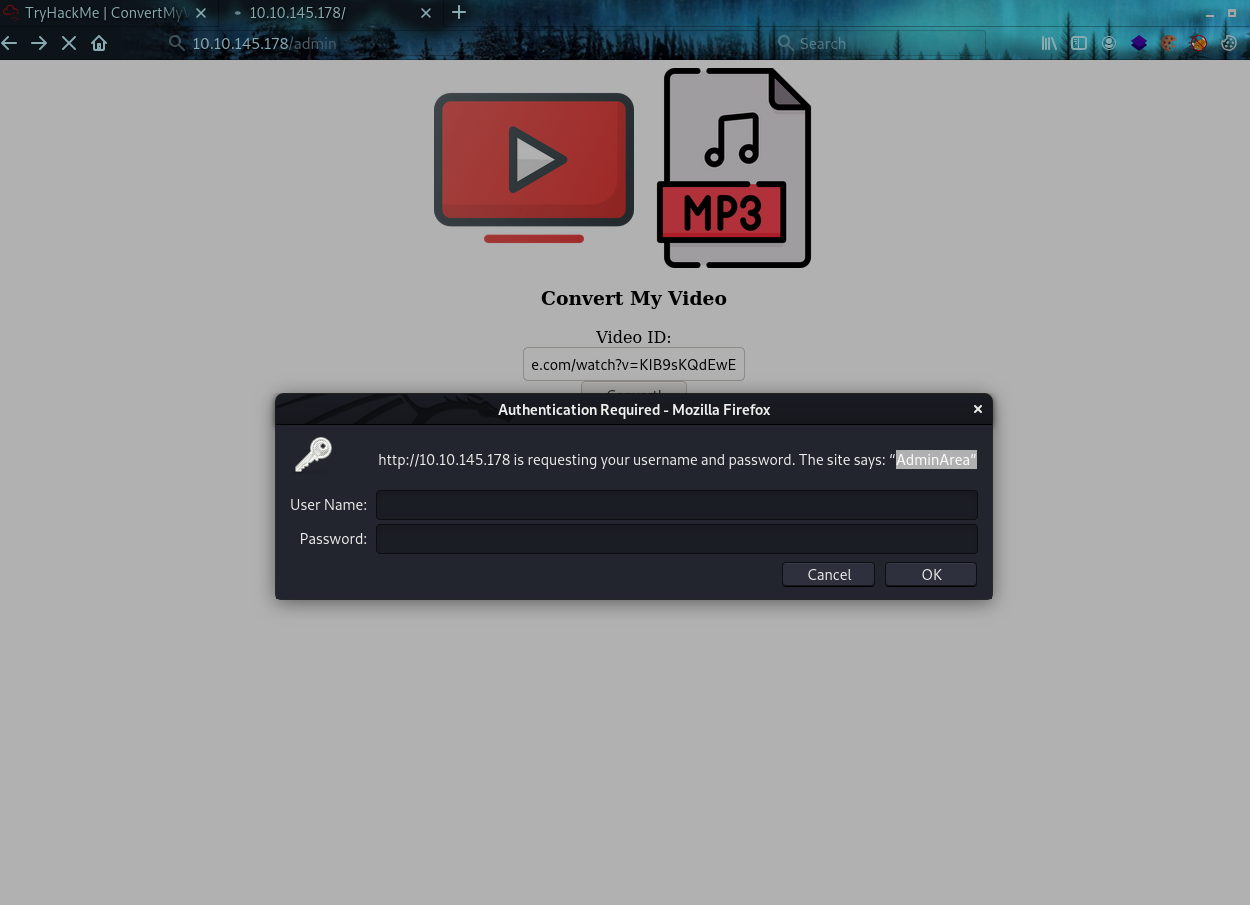 TryHackMe | ConvertMyV
10.10.145.178/
10.10.145.178/admin
Search
MP3
Convert My Video
Video ID:
e.com/watch?v=KIB9sKQdEwE
Authentication Required - Mozilla Firefox
http://10.10.145.178 is requesting your username and password. The site says: “AdminArea”
User Name:
Password:
Cancel
OK